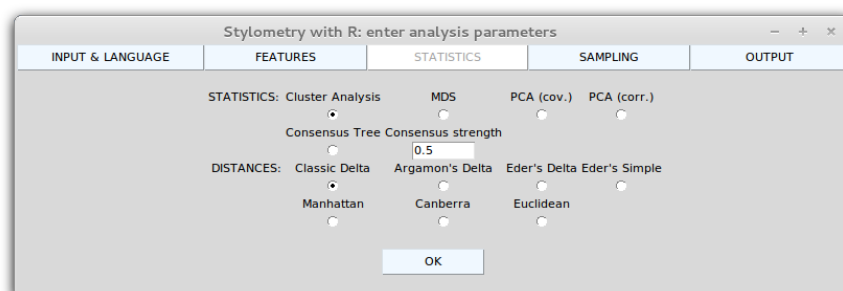 Stylometry with R: enter analysis parameters
INPUT & LANGUAGE FEATURES STATISTICS SAMPLING OUTPUT
STATISTICS: Cluster Analysis MDS PCA (cov.) PCA (corr.)
Consensus Tree Consensus strength
0.5
DISTANCES: Classic Delta Argamon's Delta Eder's Delta Eder's Simple
Manhattan Canberra Euclidean
OK